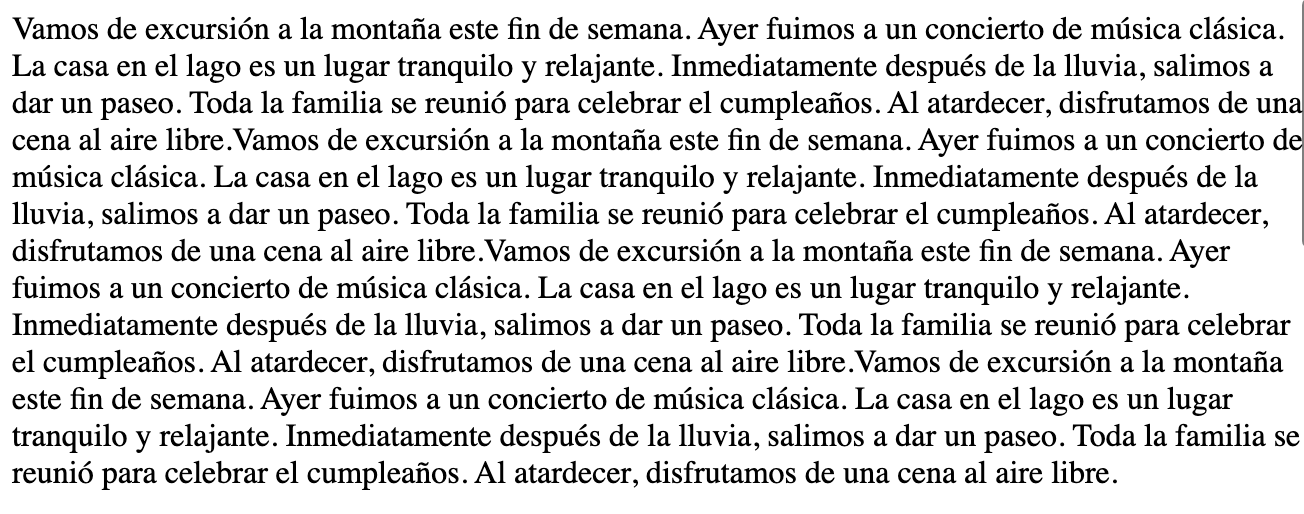 Vamos de excursión a la montaña este fin de semana. Ayer fuimos a un concierto de música clásica.
La casa en el lago es un lugar tranquilo y relajante. Inmediatamente después de la lluvia, salimos a
dar un paseo. Toda la familia se reunió para celebrar el cumpleaños. Al atardecer, disfrutamos de una
cena al aire libre.Vamos de excursión a la montaña este fin de semana. Ayer fuimos a un concierto de
música clásica. La casa en el lago es un lugar tranquilo y relajante. Inmediatamente después de la
lluvia, salimos a dar un paseo. Toda la familia se reunió para celebrar el cumpleaños. Al atardecer,
disfrutamos de una cena al aire libre.Vamos de excursión a la montaña este fin de semana. Ayer
fuimos a un concierto de música clásica. La casa en el lago es un lugar tranquilo y relajante.
Inmediatamente después de la lluvia, salimos a dar un paseo. Toda la familia se reunió para celebrar
el cumpleaños. Al atardecer, disfrutamos de una cena al aire libre.Vamos de excursión a la montaña
este fin de semana. Ayer fuimos a un concierto de música clásica. La casa en el lago es un lugar
tranquilo y relajante. Inmediatamente después de la lluvia, salimos a dar un paseo. Toda la familia se
reunió para celebrar el cumpleaños. Al atardecer, disfrutamos de una cena al aire libre.